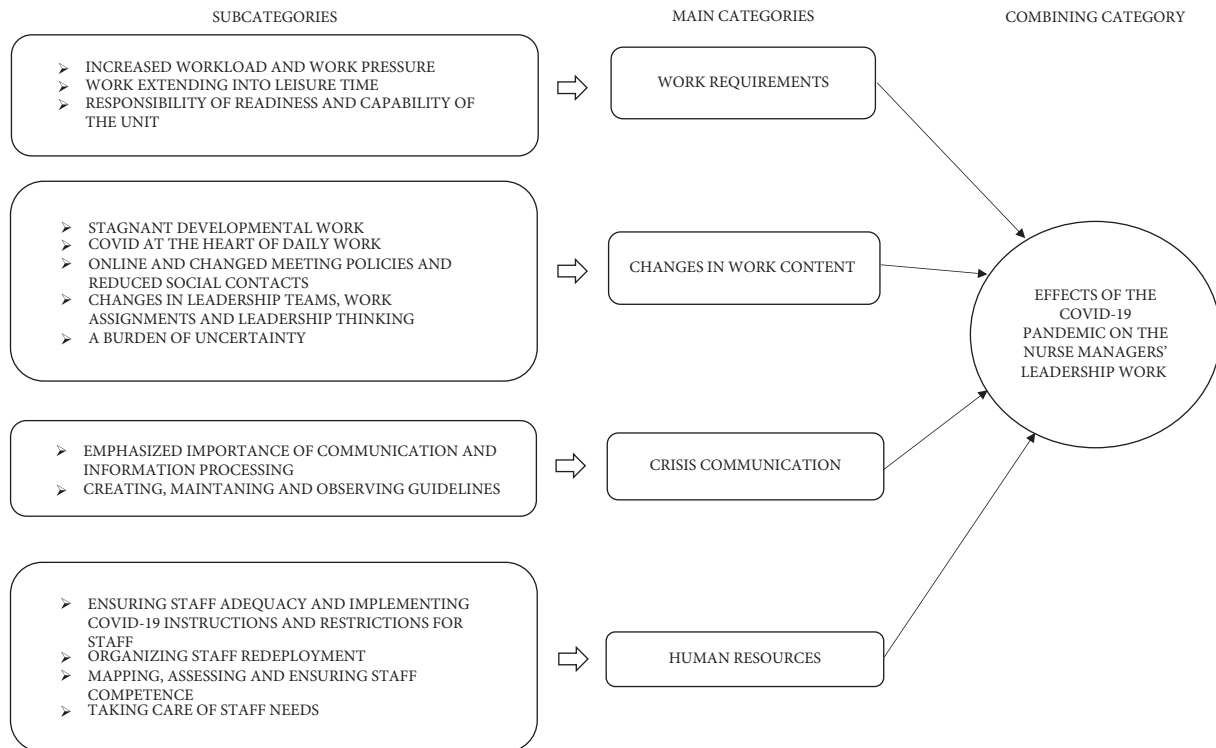 SUBCATEGORIES
MAIN CATEGORIES
COMBINING CATEGORY
➢ INCREASED WORKLOAD AND WORK PRESSURE
➢ WORK EXTENDING INTO LEISURE TIME
➢ RESPONSIBILITY OF READINESS AND CAPABILITY OF
THE UNIT
WORK REQUIREMENTS
➢ STAGNANT DEVELOPMENTAL WORK
➢ COVID AT THE HEART OF DAILY WORK
➢ ONLINE AND CHANGED MEETING POLICIES AND
REDUCED SOCIAL CONTACTS
➢ CHANGES IN LEADERSHIP TEAMS, WORK
ASSIGNMENTS AND LEADERSHIP THINKING
➢ A BURDEN OF UNCERTAINTY
CHANGES IN WORK CONTENT
➢ EMPHASIZED IMPORTANCE OF COMMUNICATION AND
INFORMATION PROCESSING
➢ CREATING, MAINTANING AND OBSERVING GUIDELINES
CRISIS COMMUNICATION
➢ ENSURING STAFF ADEQUACY AND IMPLEMENTING
COVID-19 INSTRUCTIONS AND RESTRICTIONS FOR
STAFF
➢ ORGANIZING STAFF REDEPLOYMENT
➢ MAPPING, ASSESSING AND ENSURING STAFF
COMPETENCE
➢ TAKING CARE OF STAFF NEEDS
HUMAN RESOURCES
EFFECTS OF THE
COVID-19
PANDEMIC ON THE
NURSE MANAGERS’
LEADERSHIP WORK